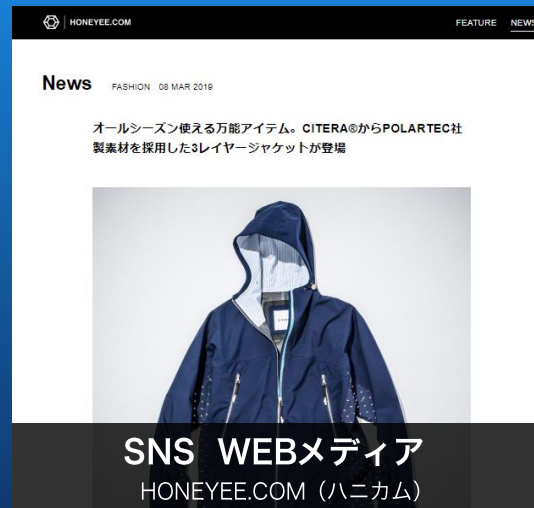 HONEYEE.COM
FEATURE NEWS
News FASHION 08 MAR 2019
オールシーズン使える万能アイテム。CITERA®からPOLARTEC社
製素材を採用した3レイヤージャケットが登場
SNS WEBメディア
HONEYEE.COM（ハニカム）